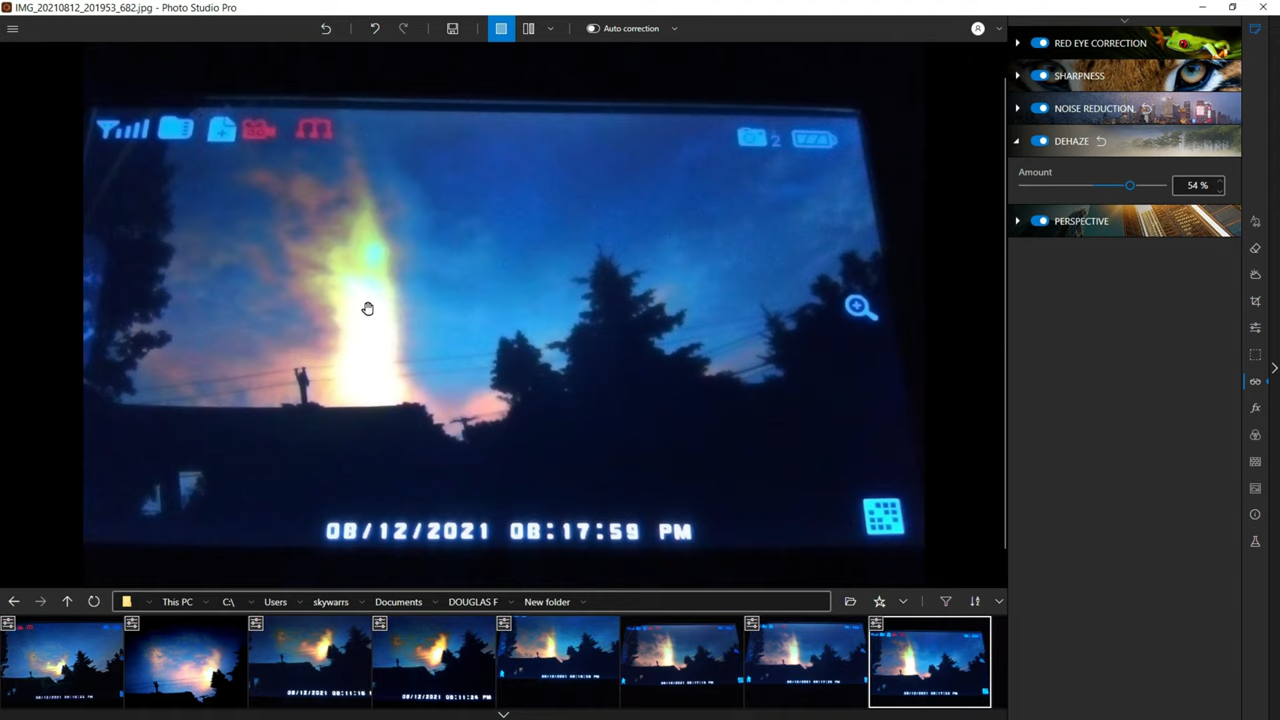 IMG_20210812_201953_682.jpg - Photo Studio Pro
Auto correction
RED EYE CORRECTION
SHARPNESS
NOISE REDUCTION
DEHAZE
Amount
54 %
PERSPECTIVE
2
08/12/2021 08:17:59 PM
This PC
C:\
Users
skywarrs
Documents
DOUGLAS F
New folder